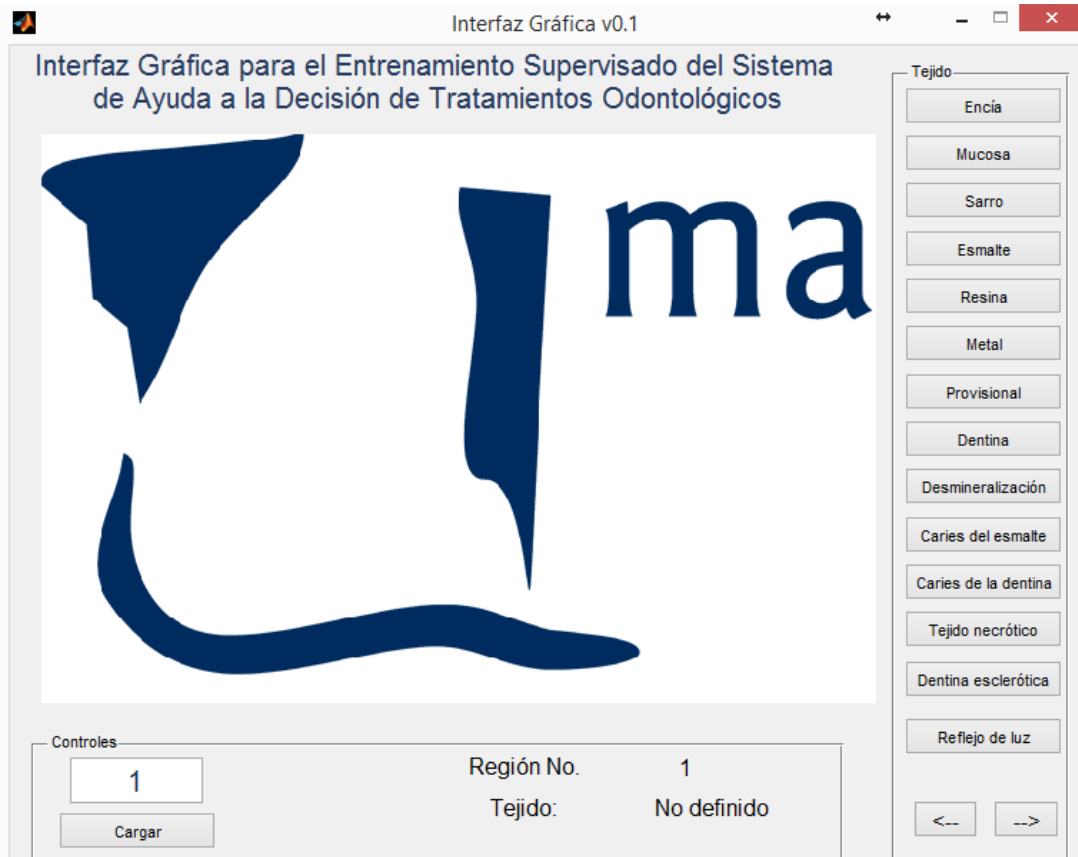 Interfaz Gráfica v0.1
Interfaz Gráfica para el Entrenamiento Supervisado del Sistema
de Ayuda a la Decisión de Tratamientos Odontológicos
ma
Tejido
Encía
Mucosa
Sarro
Esmalte
Resina
Metal
Provisional
Dentina
Desmineralización
Caries del esmalte
Caries de la dentina
Tejido necrótico
Dentina esclerótica
Reflejo de luz
<-- -->
Controles
1
Cargar
Región No. 1
Tejido: No definido